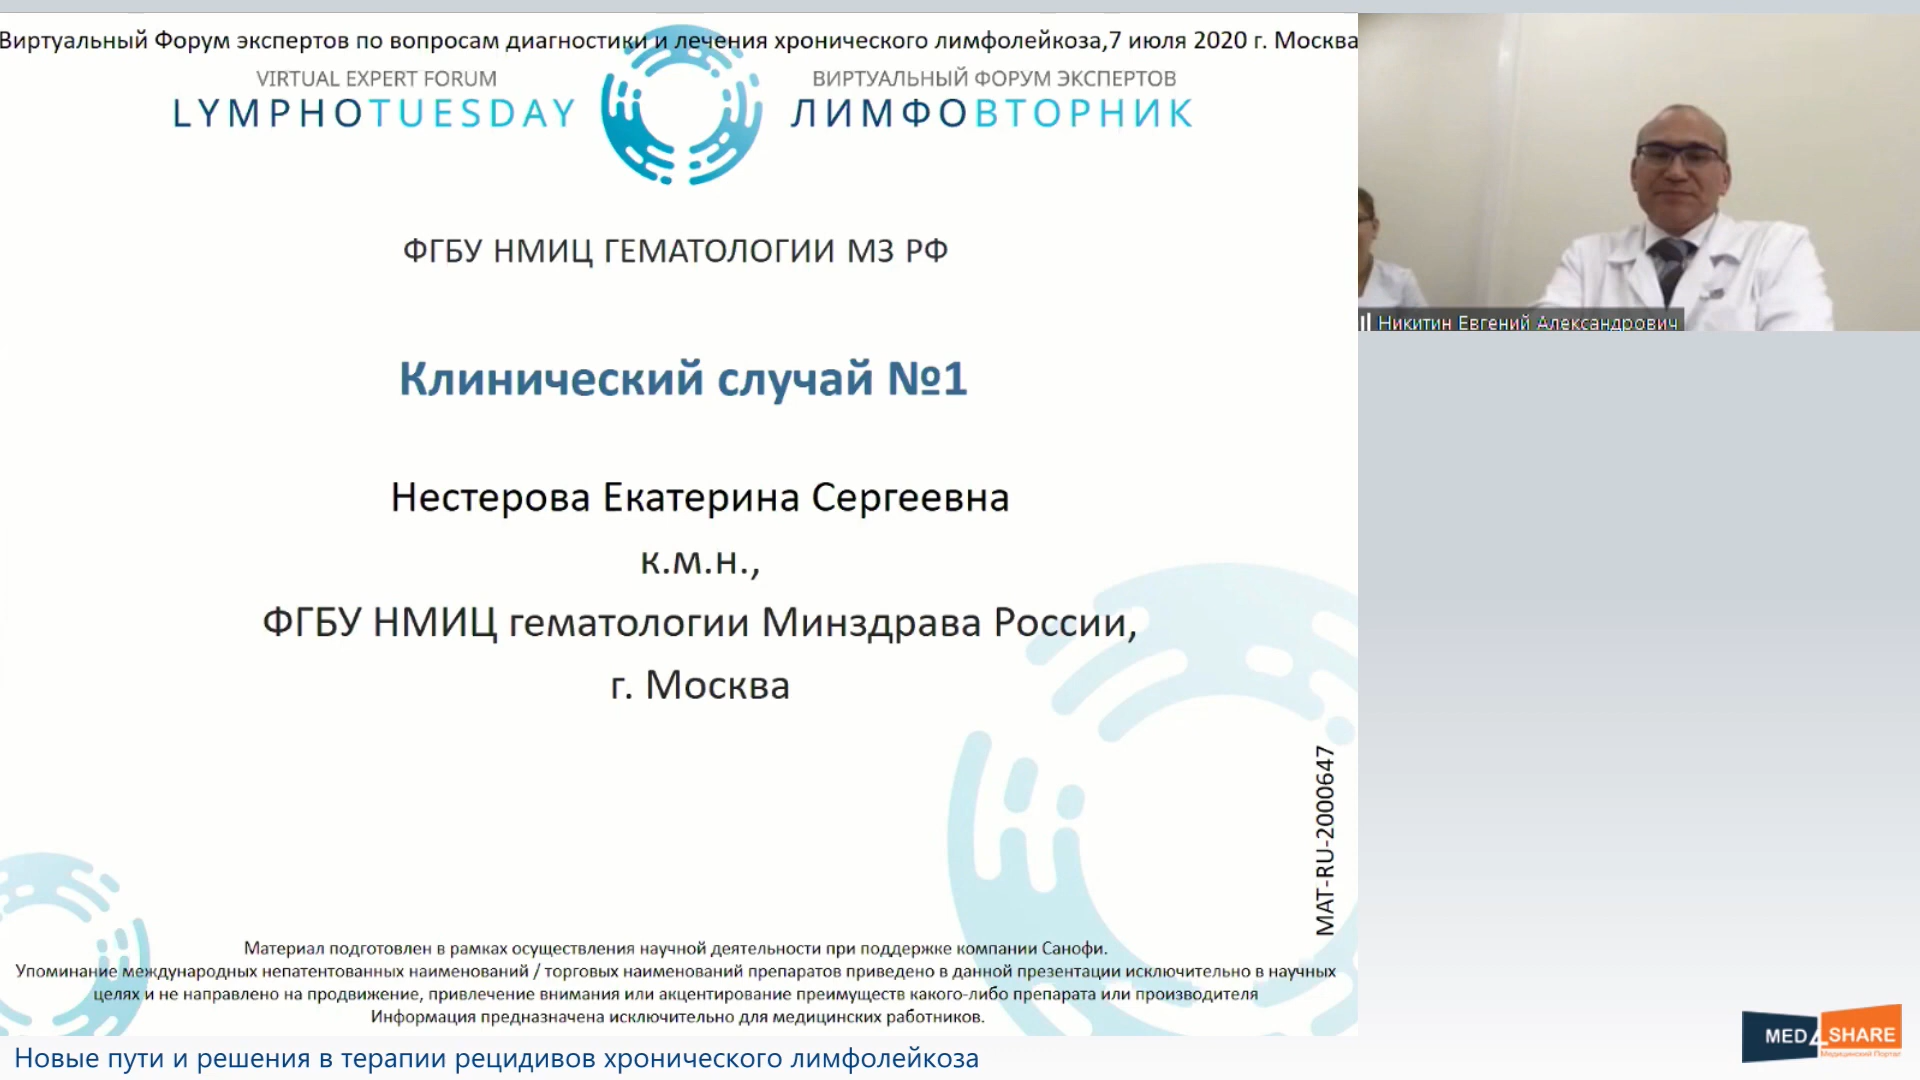 Виртуальный Форум экспертов по вопросам диагностики и лечения хронического лимфолейкоза,7 июля 2020 г. Москва
VIRTUAL EXPERT FORUM
LYMPHOTUESDAY
ВИРТУАЛЬНЫЙ ФОРУМ ЭКСПЕРТОВ
ЛИМФОВТОРНИК
ФГБУ НМИЦ ГЕМАТОЛОГИИ МЗ РФ
Клинический случай №1
Нестерова Екатерина Сергеевна
к.м.н.,
ФГБУ НМИЦ гематологии Минздрава России,
г. Москва
MAT-RU-2000647
Материал подготовлен в рамках осуществления научной деятельности при поддержке компании Санофи.
Упоминание международных непатентованных наименований / торговых наименований препаратов приведено в данной презентации исключительно в научных
целях и не направлено на продвижение, привлечение внимания или акцентирование преимуществ какого-либо препарата или производителя
Информация предназначена исключительно для медицинских работников.
Никитин Евгений Александрович
Новые пути и решения в терапии рецидивов хронического лимфолейкоза
MED4SHARE
Медицинский Портал